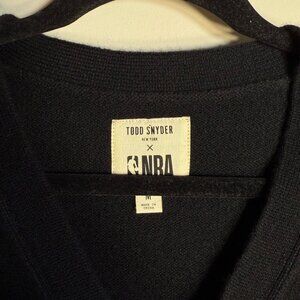 TODD SNYDER
NEW YORK
×
NBA
M
MADE IN
CHINA